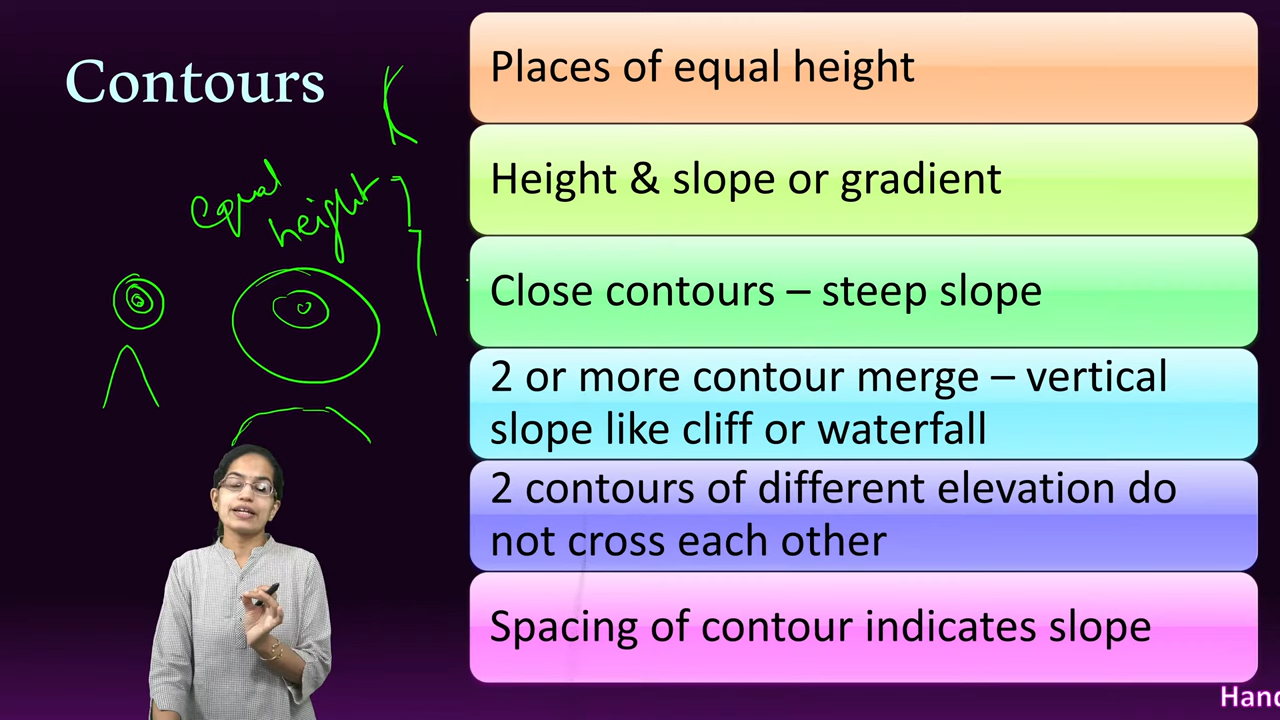 Contours
equal
height
Places of equal height
Height & slope or gradient
Close contours – steep slope
2 or more contour merge – vertical
slope like cliff or waterfall
2 contours of different elevation do
not cross each other
Spacing of contour indicates slope
Hand